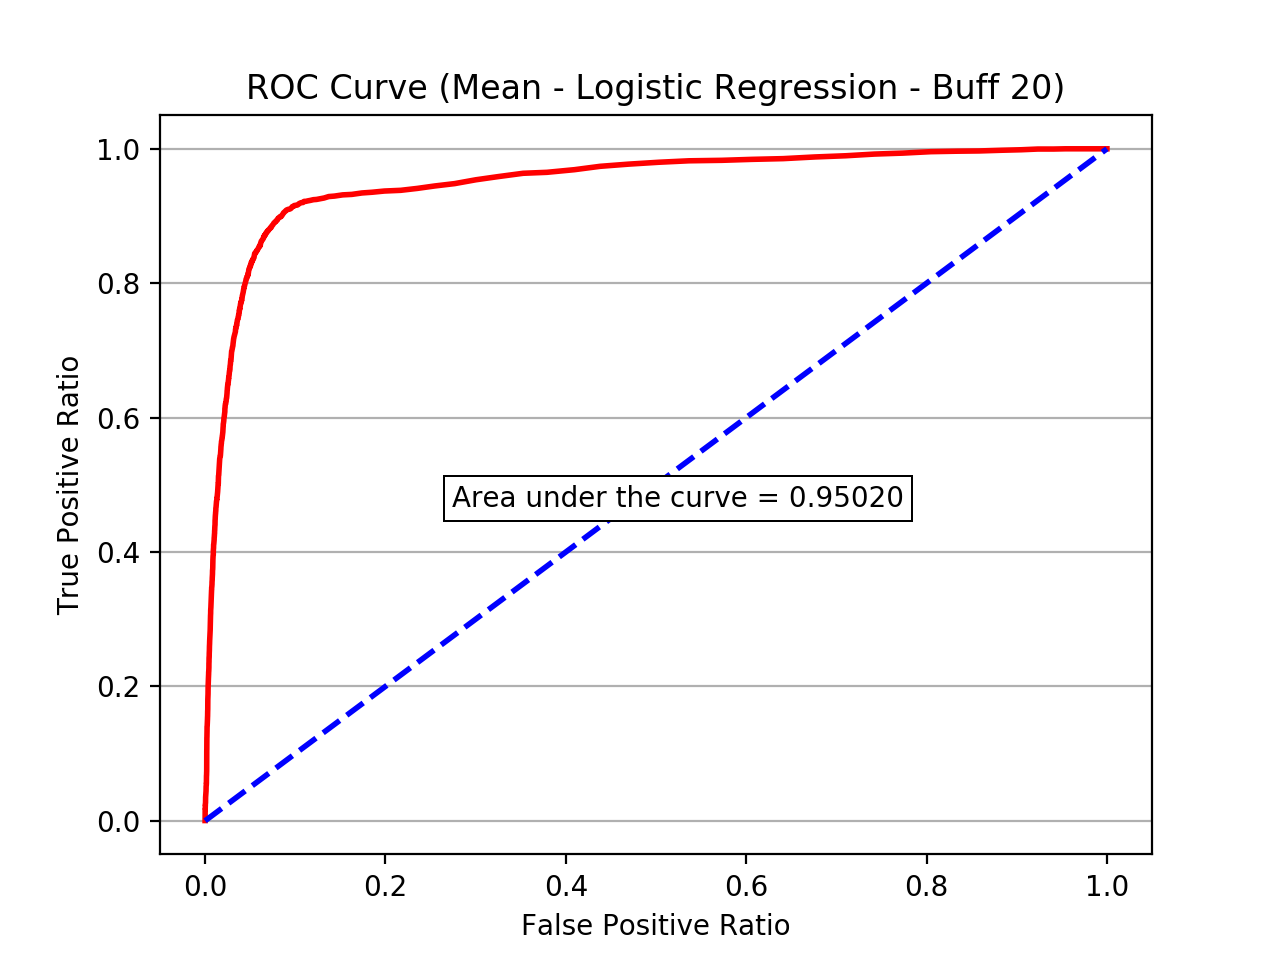 ROC Curve (Mean - Logistic Regression - Buff 20)
True Positive Ratio
1.0
0.8
0.6
0.4
0.2
0.0
Area under the curve = 0.95020
0.0 0.2 0.4 0.6 0.8 1.0
False Positive Ratio